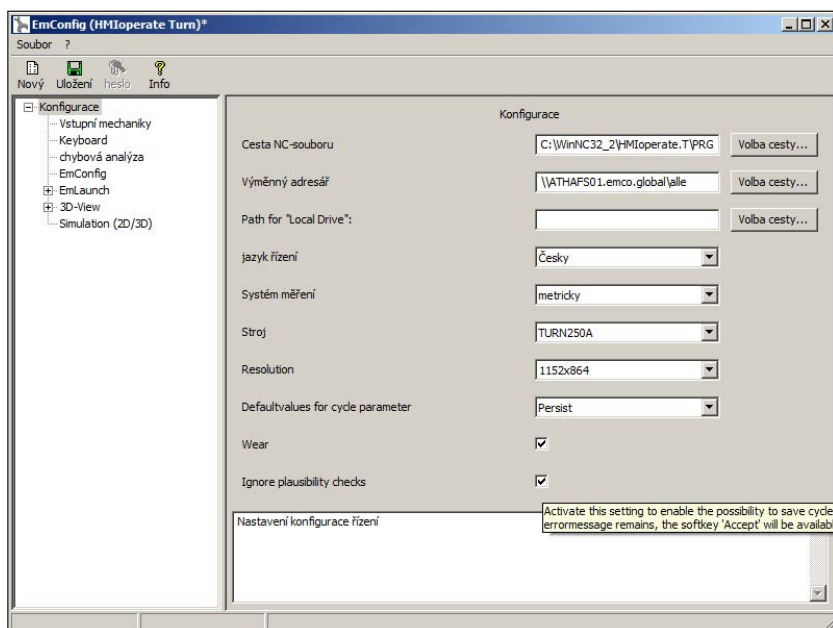 EmConfig (HMIoperate Turn)*
Soubor ?
Nový Uložení heslo Info
Konfigurace
Vstupní mechaniky
Keyboard
chybová analýza
EmConfig
EmLaunch
3D-View
Simulation (2D/3D)
Konfigurace
Cesta NC-souboru C:\WinNC32_2\HMIoperate.T\PRG Volba cesty...
Výměnný adresář \\ATHAFS01.emco.global\alle Volba cesty...
Path for "Local Drive": Volba cesty...
jazyk řízení Česky
Systém měření metricky
Stroj TURN250A
Resolution 1152x864
Defaultvalues for cycle parameter Persist
Wear
Ignore plausibility checks
Activate this setting to enable the possibility to save cycle
errormessage remains, the softkey 'Accept' will be availab
Nastavení konfigurace řízení